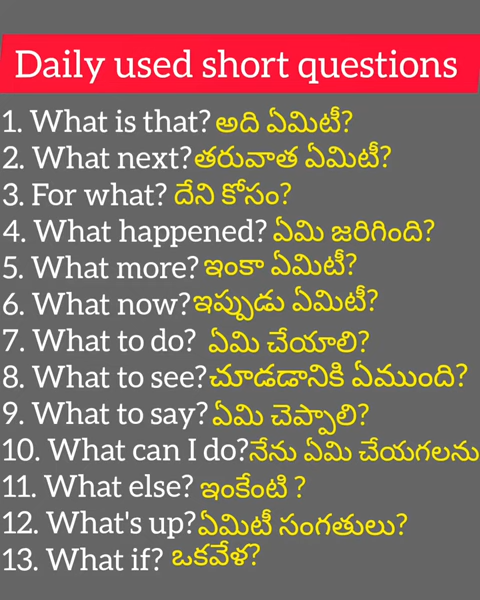 Daily used short questions
1. What is that? అది ఏమిటీ?
2. What next? తరువాత ఏమిటీ?
3. For what? దేని కోసం?
4. What happened? ఏమి జరిగింది?
5. What more? ఇంకా ఏమిటీ?
6. What now? ఇప్పుడు ఏమిటీ?
7. What to do? ఏమి చేయాలి?
8. What to see? చూడడానికి ఏముంది?
9. What to say? ఏమి చెప్పాలి?
10. What can I do? నేను ఏమి చేయగలను
11. What else? ఇంకేంటి ?
12. What's up? ఏమిటీ సంగతులు?
13. What if? ఒకవేళ?